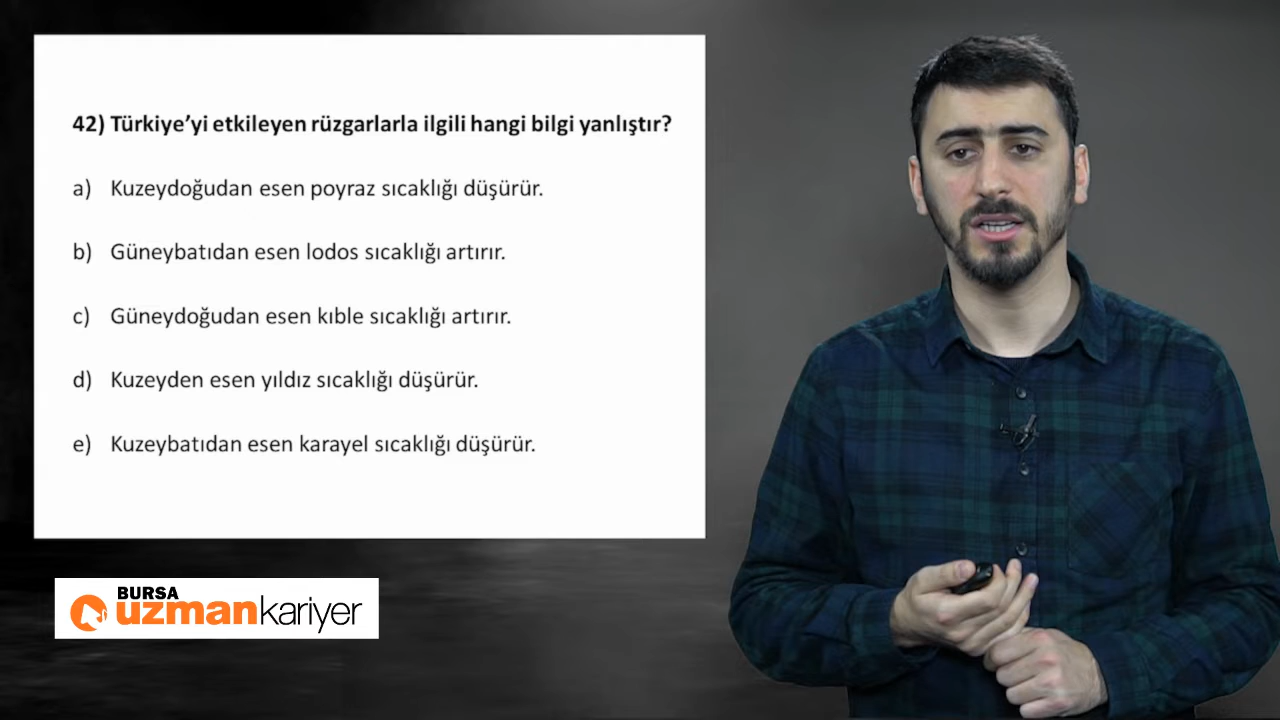 42) Türkiye’yi etkileyen rüzgarlarla ilgili hangi bilgi yanlıştır?
a) Kuzeydoğudan esen poyraz sıcaklığı düşürür.
b) Güneybatıdan esen lodos sıcaklığı artırır.
c) Güneydoğudan esen kıble sıcaklığı artırır.
d) Kuzeyden esen yıldız sıcaklığı düşürür.
e) Kuzeybatıdan esen karayel sıcaklığı düşürür.
BURSA
uzmankariyer